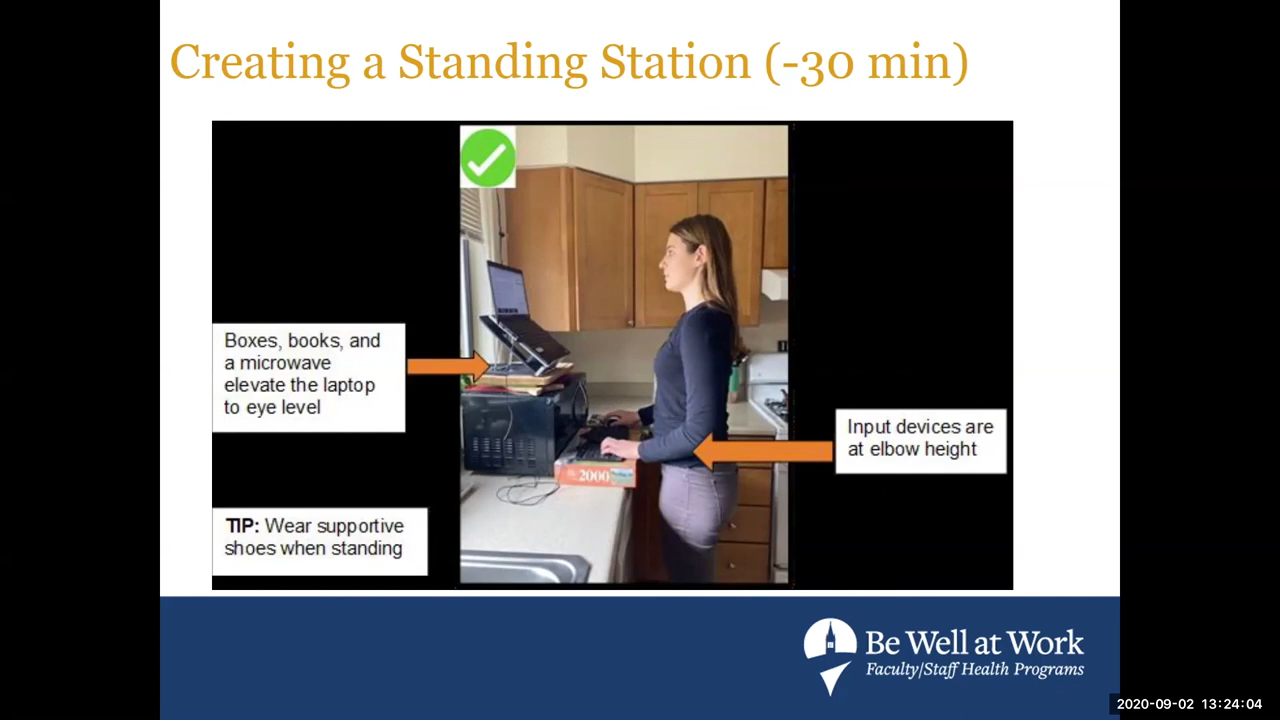 Creating a Standing Station (-30 min)
Boxes, books, and
a microwave
elevate the laptop
to eye level
Input devices are
at elbow height
TIP: Wear supportive
shoes when standing
2000
Be Well at Work
Faculty/Staff Health Programs
2020-09-02 13:24:04